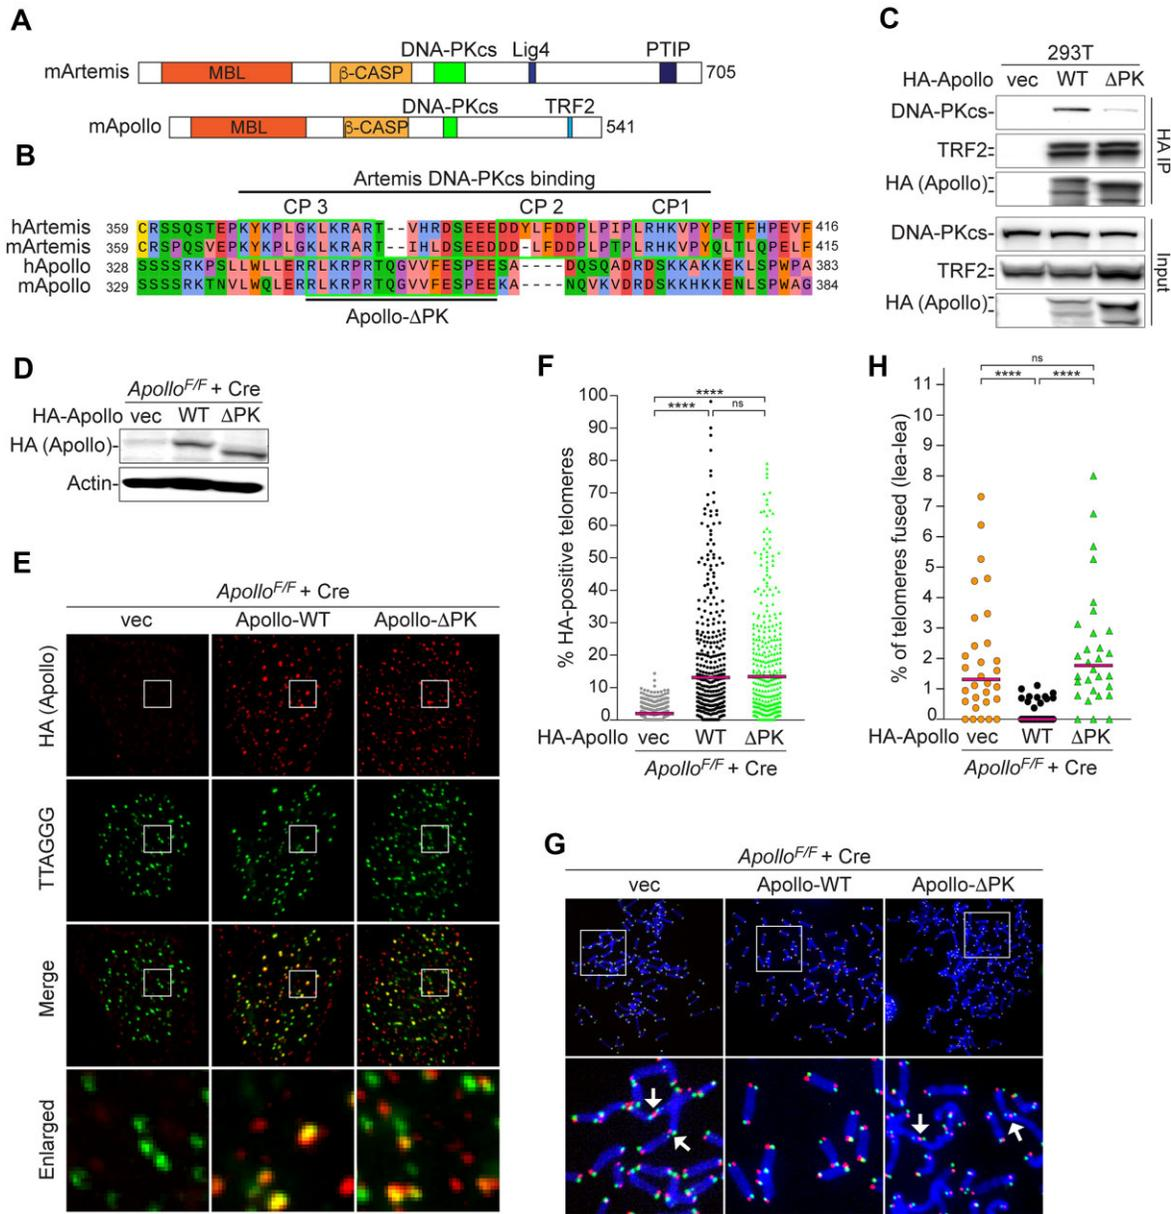 A
DNA-PKcs Lig4 PTIP
mArtemis MBL β-CASP 705
DNA-PKcs TRF2
mApollo MBL β-CASP 541
B
Artemis DNA-PKcs binding
CP 3 CP 2 CP1
hArtemis 359 CRSSQSTEPKYKPLGKLKRART--VHRDSEEEDDYLFDDPLPIPLRHKVPYPETFHPEVF 416
mArtemis 359 CRSPQSVEPKYKPLGKLKRART--IHLDSEEEDD-LFDDPLPTPLRHKVPYQLTLQPELF 415
hApollo 328 SSSSRKPSLLWLLERRLKRPRTQGVVFESPEESA----DQSQADRDSKKAKKEKLSPWPA 383
mApollo 329 SSSSRKTNVLWQLERRLKRPRTQGVVFESPEEKA----NQVKVDRDSKKHKKENLSPWAG 384
Apollo-ΔPK
C
293T
HA-Apollo vec WT ΔPK
DNA-PKcs-
TRF2=
HA (Apollo)
HA IP
DNA-PKcs-
TRF2=
HA (Apollo)
Input
D
ApolloF/F + Cre
HA-Apollo vec WT ΔPK
HA (Apollo)-
Actin-
E
ApolloF/F + Cre
vec Apollo-WT Apollo-ΔPK
HA (Apollo)
TTAGGG
Merge
Enlarged
F
****
**** ns
% HA-positive telomeres
100
90
80
70
60
50
40
30
20
10
0
HA-Apollo vec WT ΔPK
ApolloF/F + Cre
H
ns
**** ****
% of telomeres fused (lea-lea)
11
10
9
8
7
6
5
4
3
2
1
0
HA-Apollo vec WT ΔPK
ApolloF/F + Cre
G
ApolloF/F + Cre
vec Apollo-WT Apollo-ΔPK